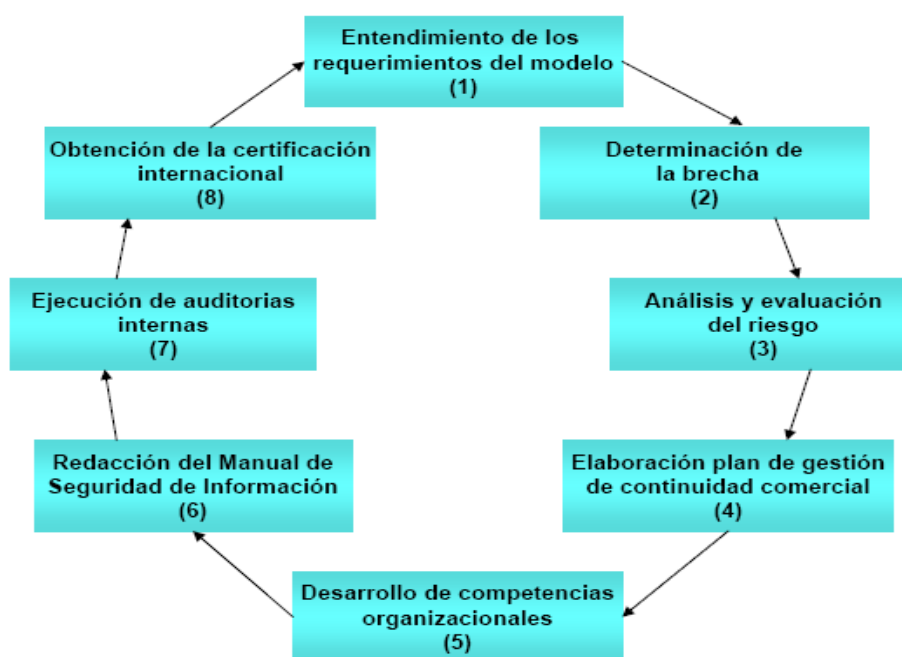 Entendimiento de los
requerimientos del modelo
(1)
Determinación de
la brecha
(2)
Análisis y evaluación
del riesgo
(3)
Elaboración plan de gestión
de continuidad comercial
(4)
Desarrollo de competencias
organizacionales
(5)
Redacción del Manual de
Seguridad de Información
(6)
Ejecución de auditorias
internas
(7)
Obtención de la certificación
internacional
(8)